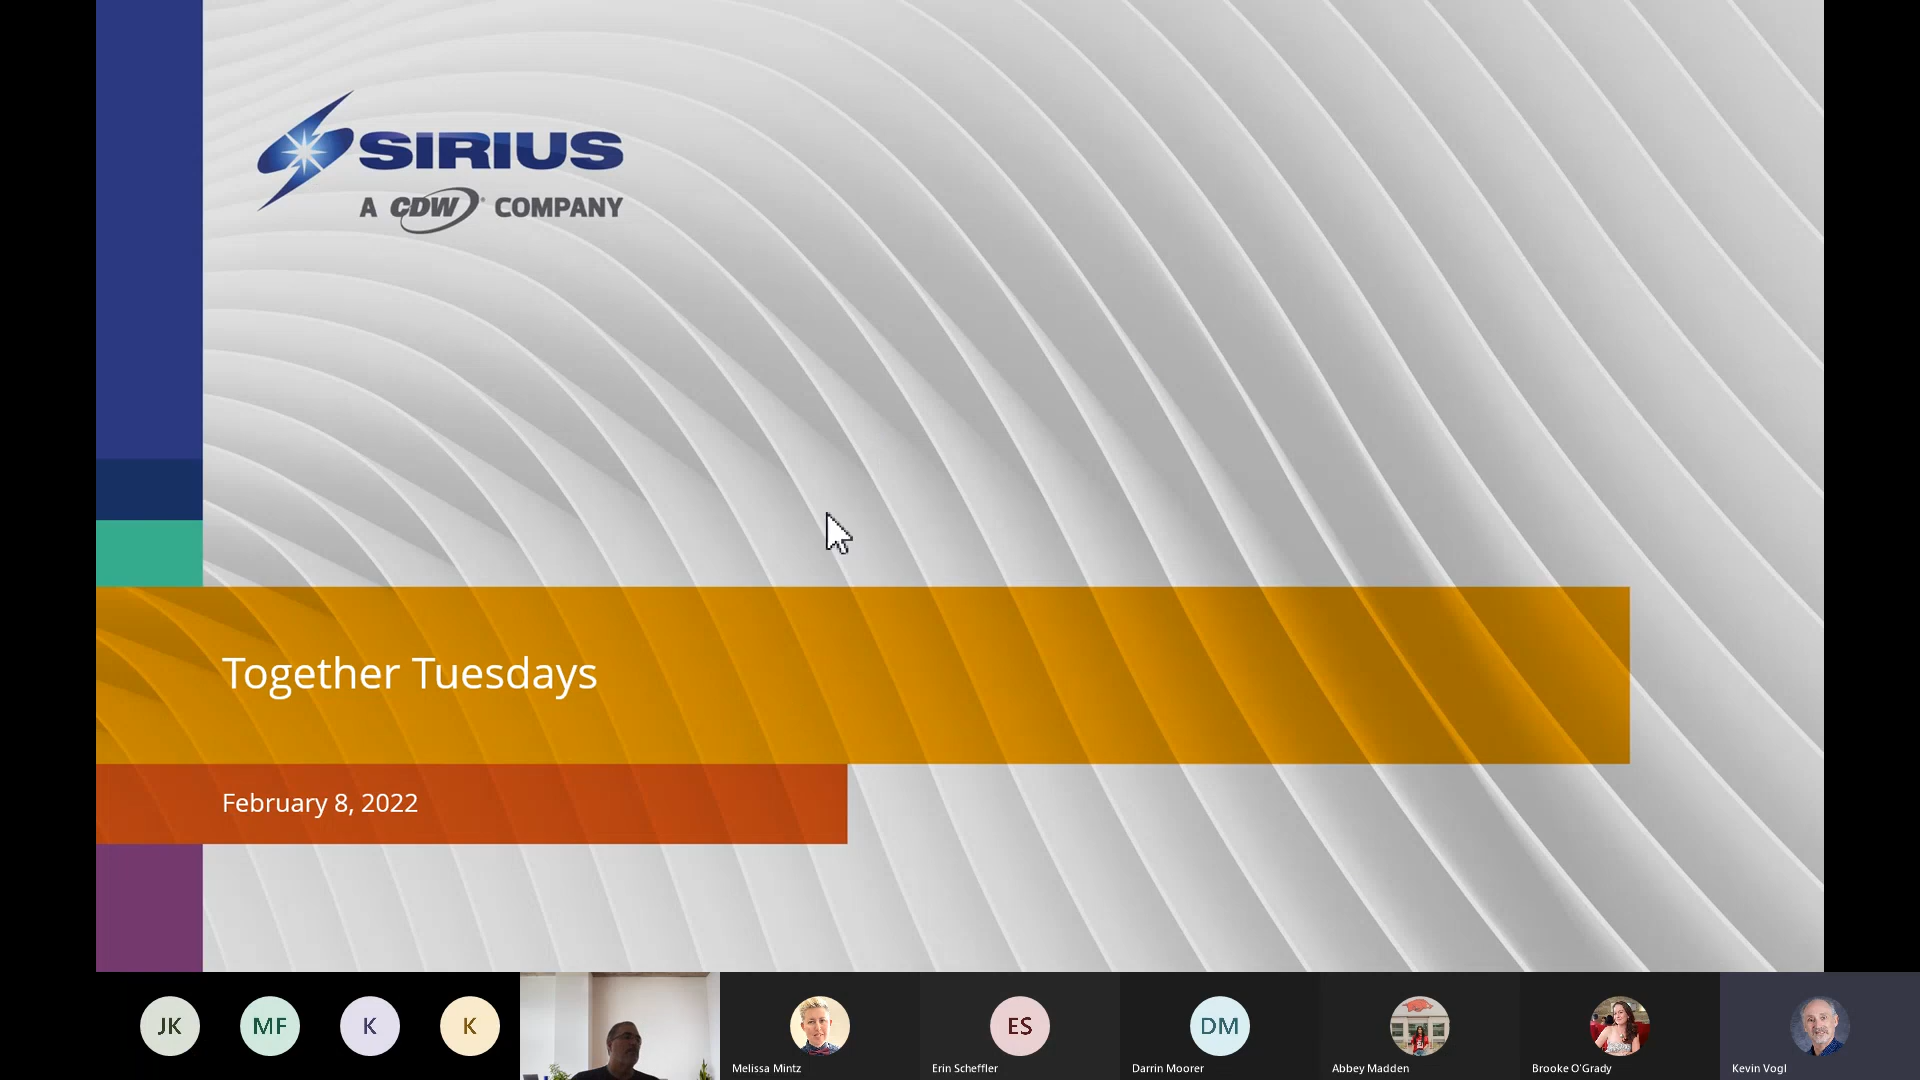 SIRIUS
A CDW COMPANY
Together Tuesdays
February 8, 2022
JK
MF
K
K
ES
DM
Melissa Mintz
Erin Scheffler
Darrin Moorer
Abbey Madden
Brooke O'Grady
Kevin Vogl